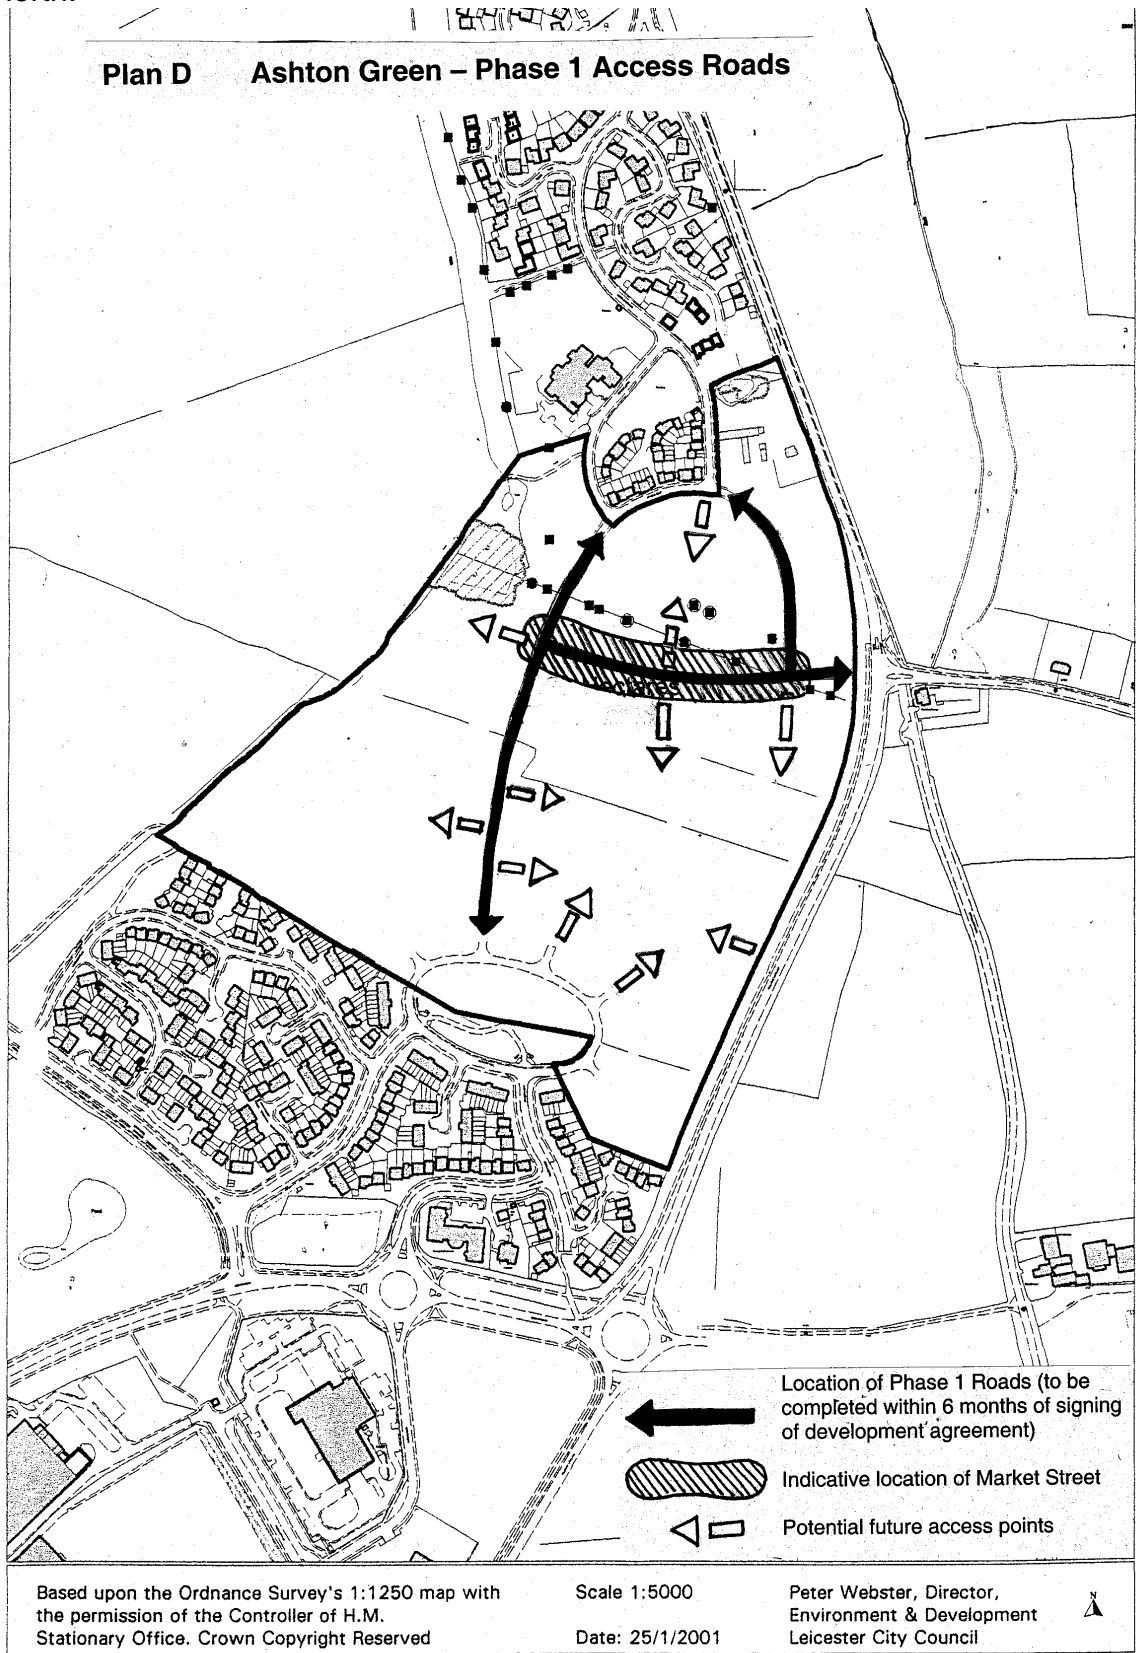 Plan D Ashton Green – Phase 1 Access Roads
Location of Phase 1 Roads (to be
completed within 6 months of signing
of development agreement)
Indicative location of Market Street
Potential future access points
Based upon the Ordnance Survey's 1:1250 map with
the permission of the Controller of H.M.
Stationary Office. Crown Copyright Reserved
Scale 1:5000
Date: 25/1/2001
Peter Webster, Director,
Environment & Development
Leicester City Council
N